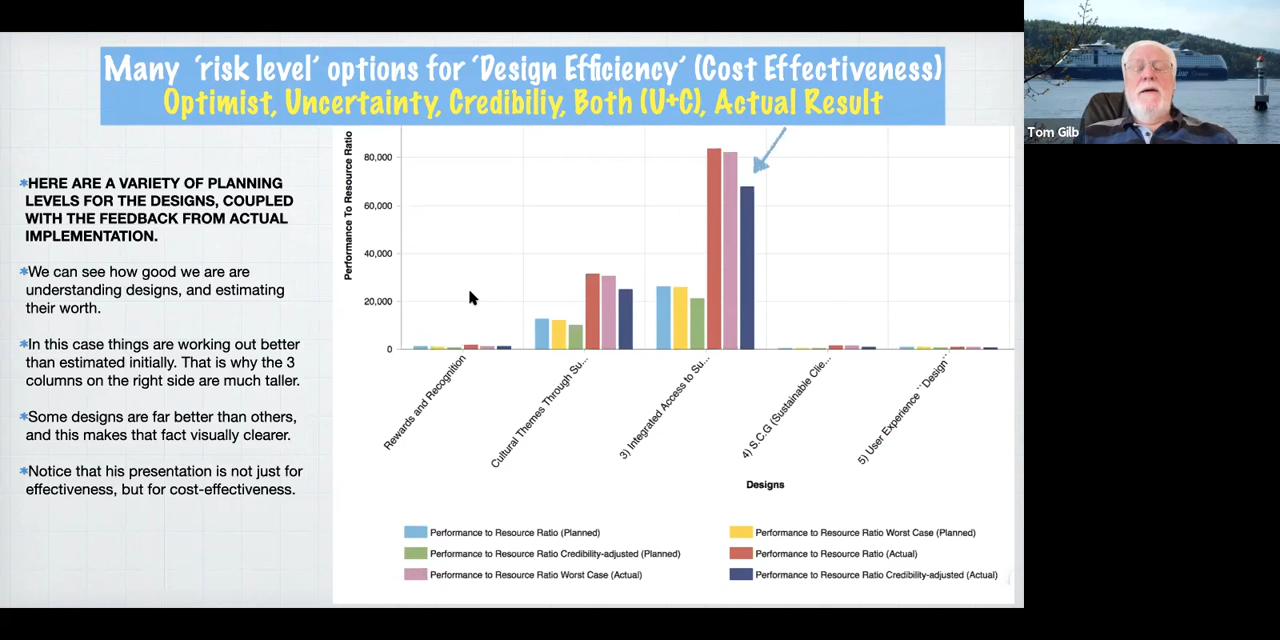 Many ‘risk level’ options for ‘Design Efficiency’ (Cost Effectiveness)
Optimist, Uncertainty, Credibiliy, Both (U+C), Actual Result
Tom Gilb
*HERE ARE A VARIETY OF PLANNING
LEVELS FOR THE DESIGNS, COUPLED
WITH THE FEEDBACK FROM ACTUAL
IMPLEMENTATION.
*We can see how good we are are
understanding designs, and estimating
their worth.
*In this case things are working out better
than estimated initially. That is why the 3
columns on the right side are much taller.
*Some designs are far better than others,
and this makes that fact visually clearer.
*Notice that his presentation is not just for
effectiveness, but for cost-effectiveness.
Performance To Resource Ratio
80,000
60,000
40,000
20,000
0
Rewards and Recognition
Cultural Themes Through Su...
3) Integrated Access to Su...
4) S.C.G (Sustainable Clie...
5) User Experience ``Design``
Designs
Performance to Resource Ratio (Planned)
Performance to Resource Ratio Worst Case (Planned)
Performance to Resource Ratio Credibility-adjusted (Planned)
Performance to Resource Ratio (Actual)
Performance to Resource Ratio Worst Case (Actual)
Performance to Resource Ratio Credibility-adjusted (Actual)